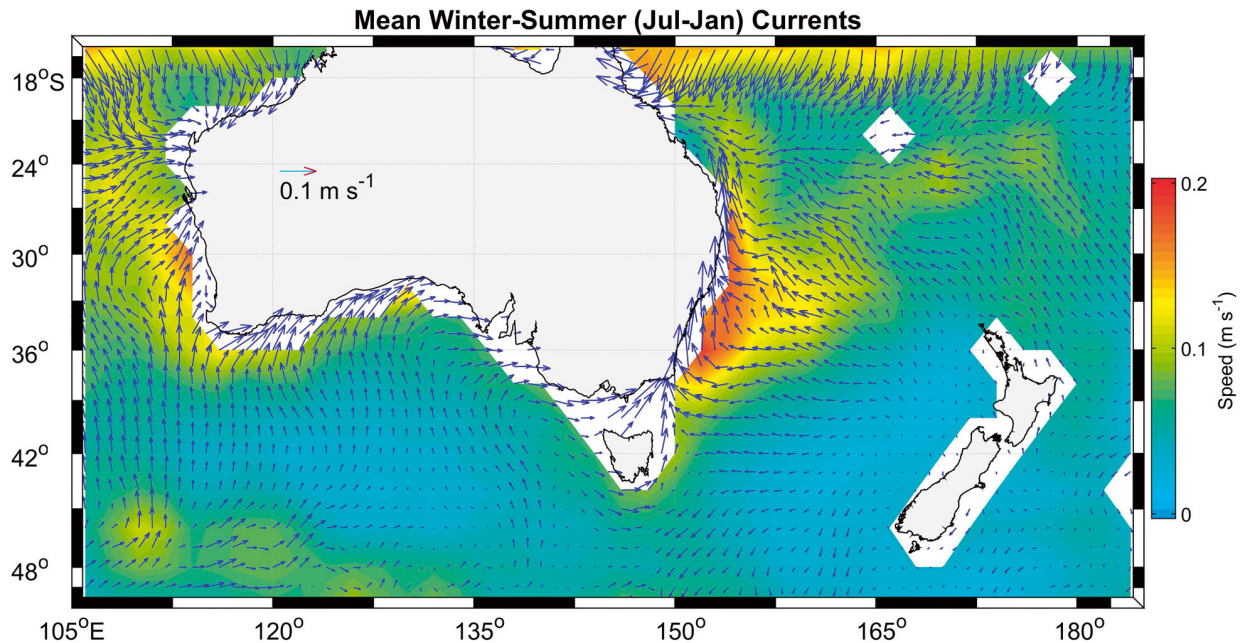 Mean Winter-Summer (Jul-Jan) Currents
18°S
24°
30°
36°
42°
48°
105°E
120°
135°
150°
165°
180°
0.1 m s⁻¹
0.2
0.1
0
Speed (m s⁻¹)